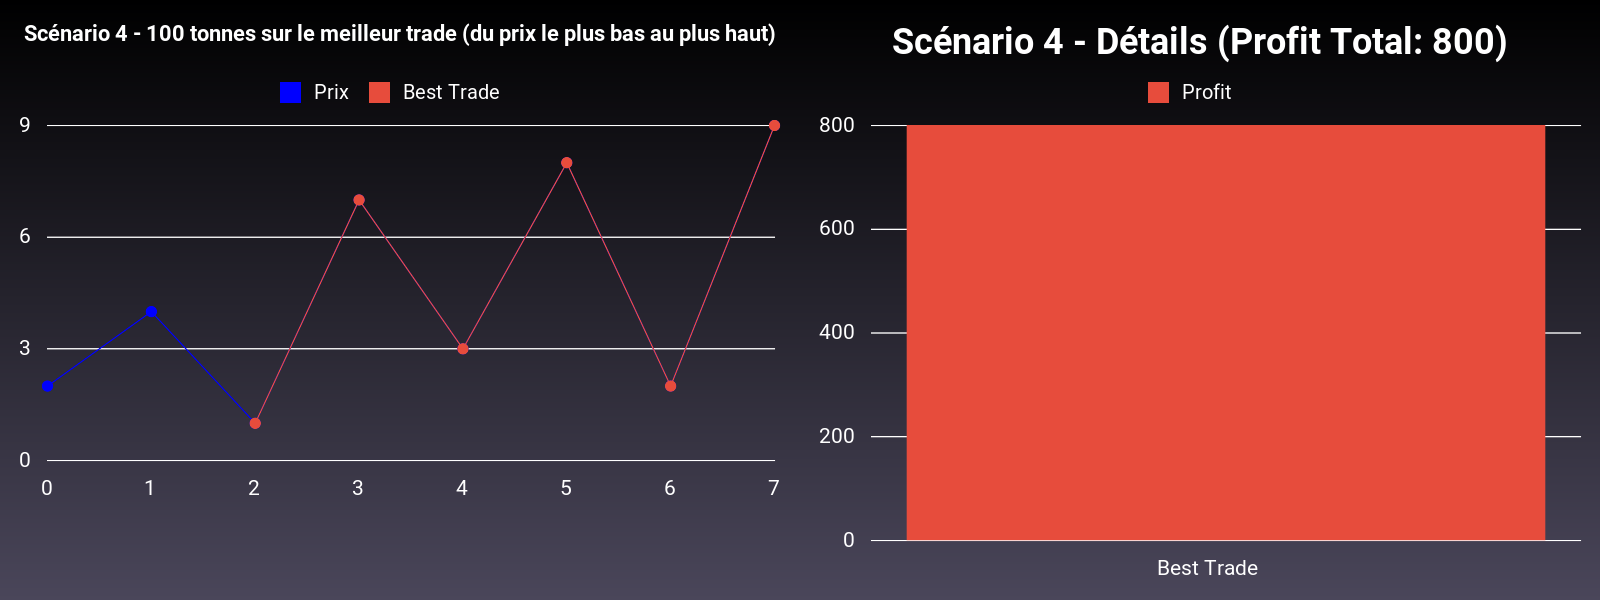 Scénario 4 - 100 tonnes sur le meilleur trade (du prix le plus bas au plus haut)
Prix
Best Trade
9
6
3
0
0 1 2 3 4 5 6 7
Scénario 4 - Détails (Profit Total: 800)
Profit
800
600
400
200
0
Best Trade